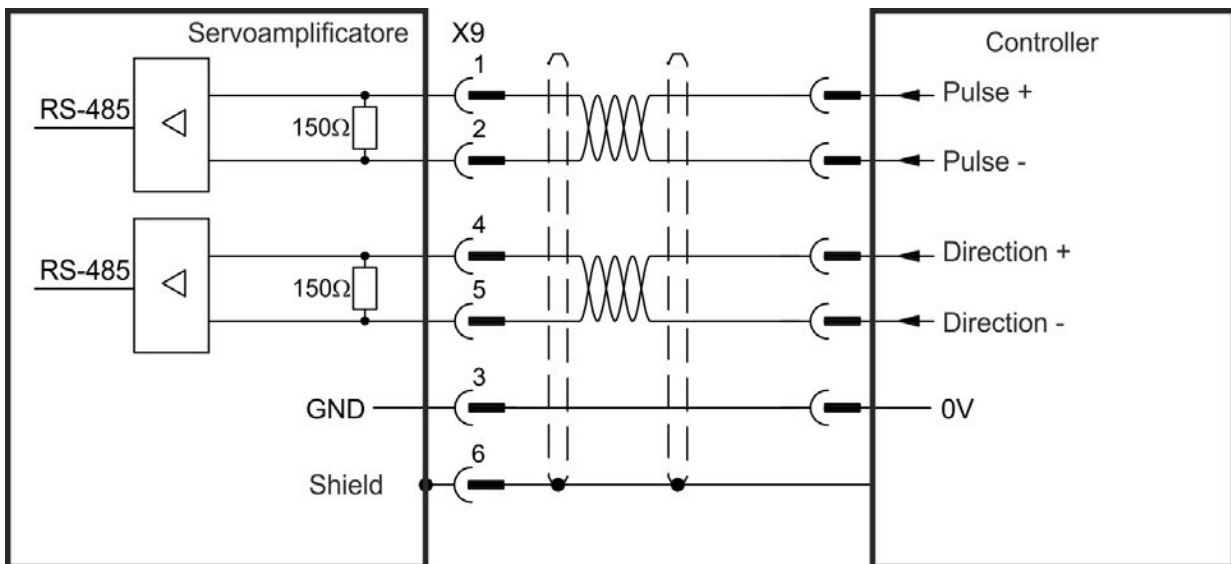 Servoamplificatore
X9
Controller
1
RS-485
150Ω
Pulse +
2
Pulse -
4
RS-485
150Ω
Direction +
5
Direction -
3
GND
0V
6
Shield